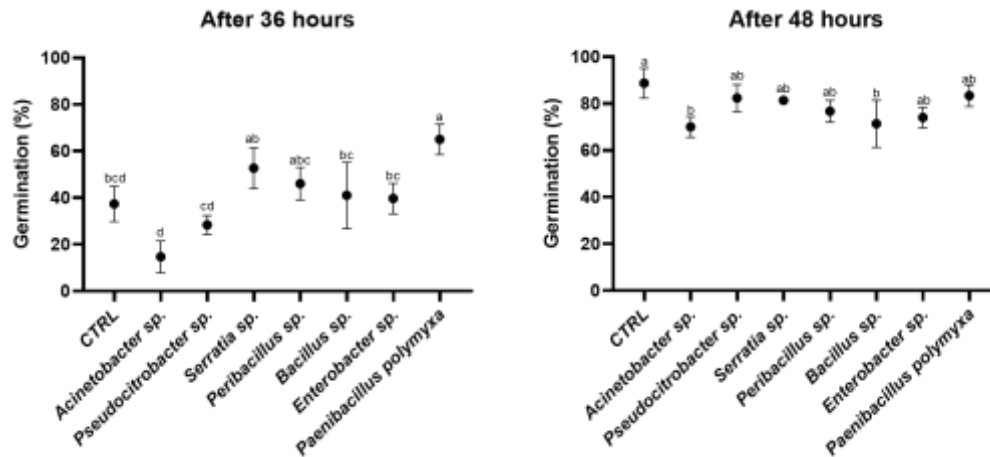 After 36 hours
Germination (%)
100
80
60
40
20
0
bcd
d
cd
ab
abc
bc
bc
a
CTRL
Acinetobacter sp.
Pseudocitrobacter sp.
Serratia sp.
Peribacillus sp.
Bacillus sp.
Enterobacter sp.
Paenibacillus polymyxa
After 48 hours
Germination (%)
100
80
60
40
20
0
a
b
ab
ab
ab
b
ab
ab
CTRL
Acinetobacter sp.
Pseudocitrobacter sp.
Serratia sp.
Peribacillus sp.
Bacillus sp.
Enterobacter sp.
Paenibacillus polymyxa